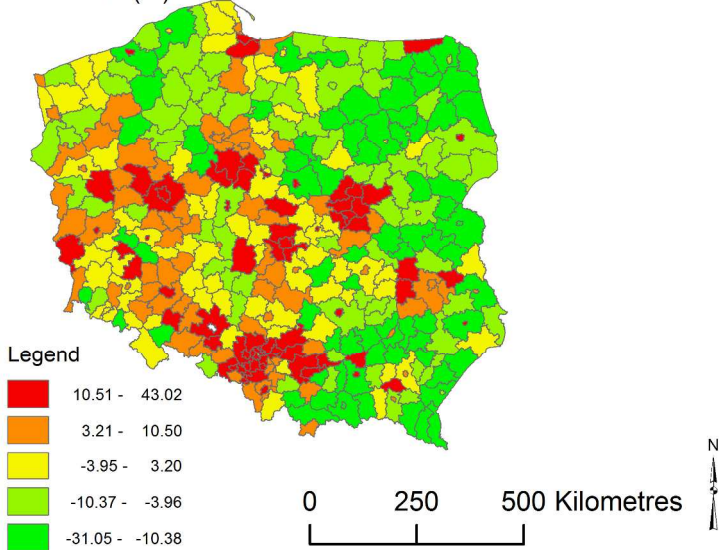 Legend
10.51 - 43.02
3.21 - 10.50
-3.95 - 3.20
-10.37 - -3.96
-31.05 - -10.38
0 250 500 Kilometres
N